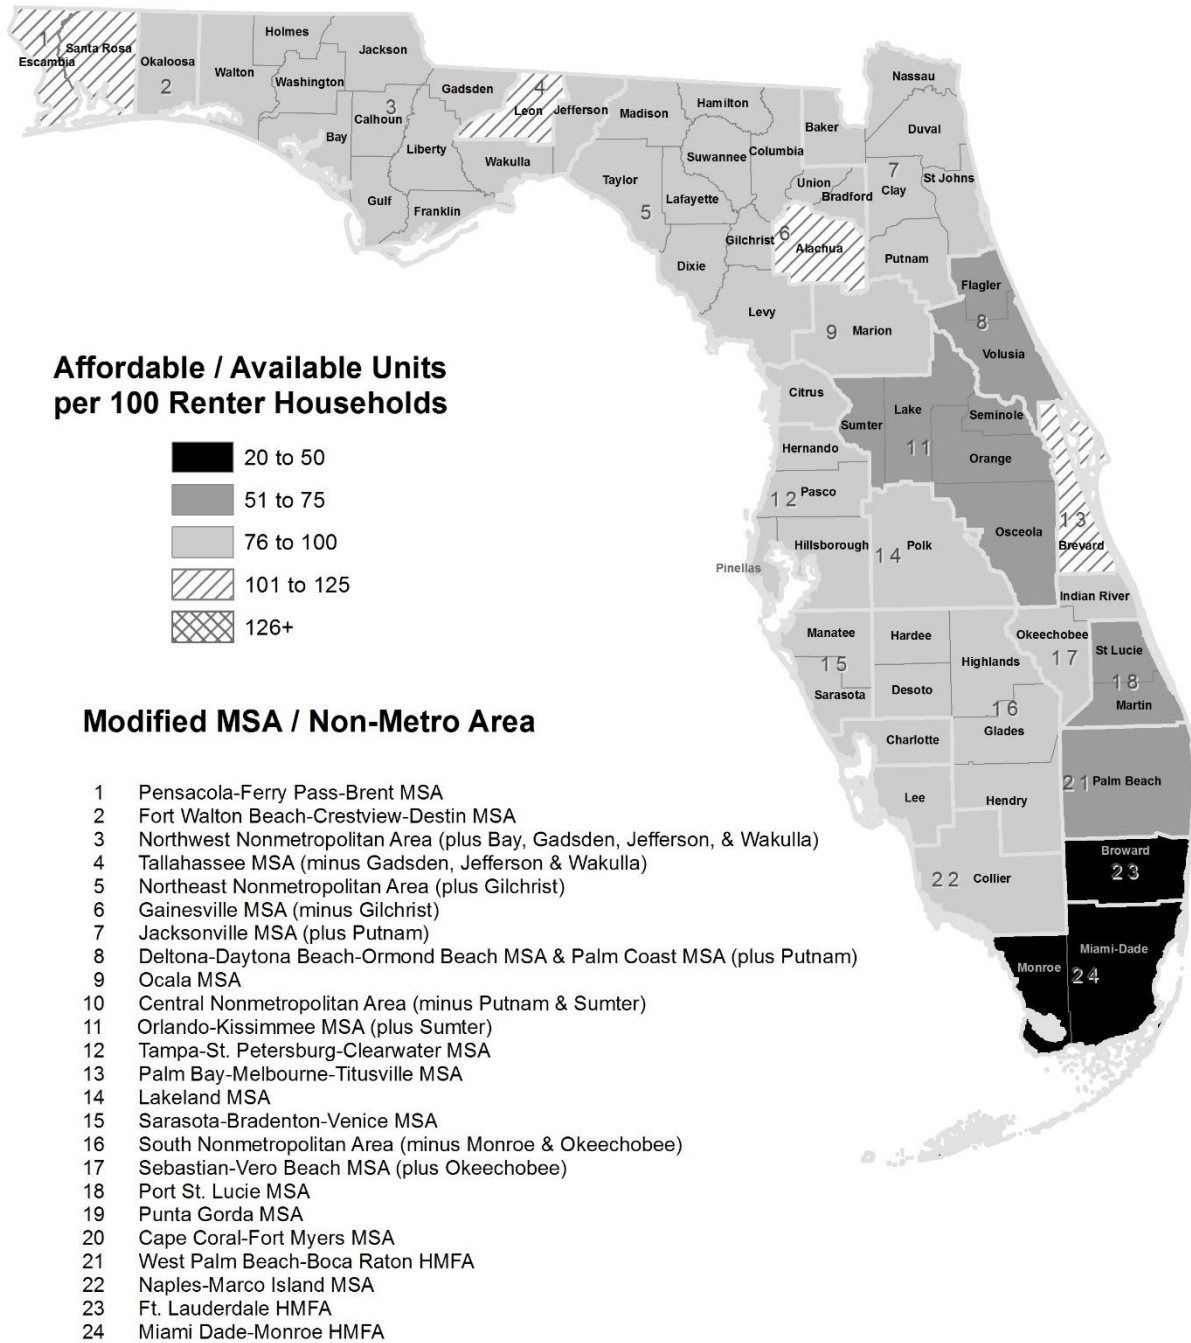 Holmes
Jackson
1
Santa Rosa
Escambia
Okaloosa
2
Walton
Washington
Gadsden
4
Leon
Jefferson
3
Calhoun
Bay
Liberty
Wakulla
Gulf
Franklin
Madison
Hamilton
Nassau
Baker
Duval
Suwannee
Columbia
Taylor
5
Lafayette
Union
Bradford
7
Clay
St Johns
Gilchrist
6
Alachua
Dixie
Putnam
Levy
Flagler
8
Volusia
9
Marion
Affordable / Available Units
per 100 Renter Households
20 to 50
51 to 75
76 to 100
101 to 125
126+
Citrus
Sumter
Lake
11
Seminole
Orange
Hernando
12
Pasco
Osceola
13
Brevard
Hillsborough
Pinellas
14
Polk
Indian River
Manatee
15
Sarasota
Hardee
Desoto
Highlands
16
Glades
Okeechobee
17
St Lucie
18
Martin
Charlotte
Lee
Hendry
21
Palm Beach
22
Collier
Broward
23
Monroe
Miami-Dade
24
Modified MSA / Non-Metro Area
1 Pensacola-Ferry Pass-Brent MSA
2 Fort Walton Beach-Crestview-Destin MSA
3 Northwest Nonmetropolitan Area (plus Bay, Gadsden, Jefferson, & Wakulla)
4 Tallahassee MSA (minus Gadsden, Jefferson & Wakulla)
5 Northeast Nonmetropolitan Area (plus Gilchrist)
6 Gainesville MSA (minus Gilchrist)
7 Jacksonville MSA (plus Putnam)
8 Deltona-Daytona Beach-Ormond Beach MSA & Palm Coast MSA (plus Putnam)
9 Ocala MSA
10 Central Nonmetropolitan Area (minus Putnam & Sumter)
11 Orlando-Kissimmee MSA (plus Sumter)
12 Tampa-St. Petersburg-Clearwater MSA
13 Palm Bay-Melbourne-Titusville MSA
14 Lakeland MSA
15 Sarasota-Bradenton-Venice MSA
16 South Nonmetropolitan Area (minus Monroe & Okeechobee)
17 Sebastian-Vero Beach MSA (plus Okeechobee)
18 Port St. Lucie MSA
19 Punta Gorda MSA
20 Cape Coral-Fort Myers MSA
21 West Palm Beach-Boca Raton HMFA
22 Naples-Marco Island MSA
23 Ft. Lauderdale HMFA
24 Miami Dade-Monroe HMFA